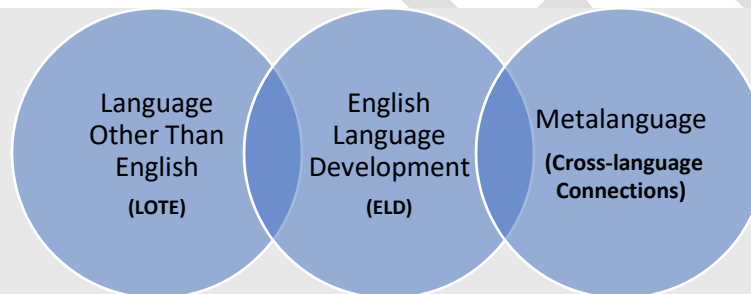 Language
Other Than
English
(LOTE)
English
Language
Development
(ELD)
Metalanguage
(Cross-language
Connections)